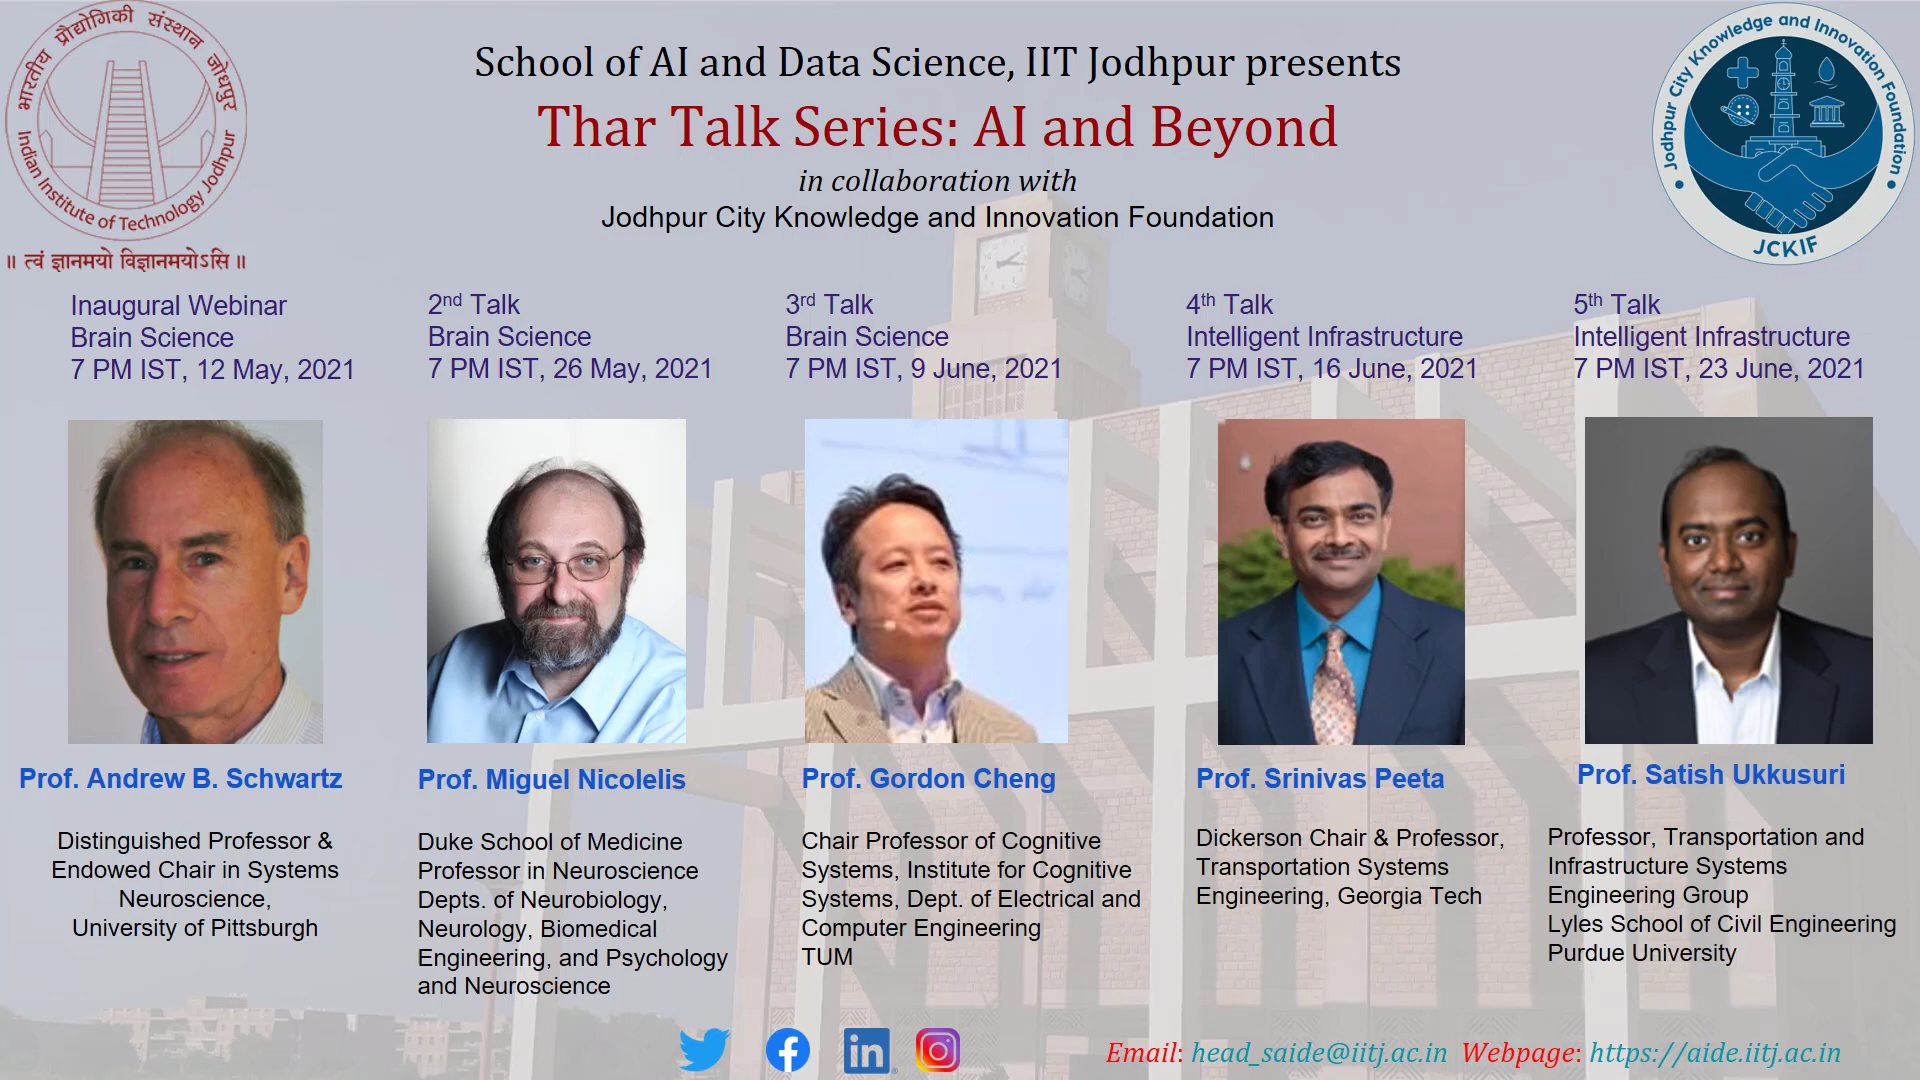 भारतीय प्रौद्योगिकी संस्थान जोधपुर
Indian Institute of Technology Jodhpur
॥ त्वं ज्ञानमयो विज्ञानमयोऽसि ॥
School of AI and Data Science, IIT Jodhpur presents
Thar Talk Series: AI and Beyond
in collaboration with
Jodhpur City Knowledge and Innovation Foundation
Jodhpur City Knowledge and Innovation Foundation
JCKIF
Inaugural Webinar
Brain Science
7 PM IST, 12 May, 2021
2nd Talk
Brain Science
7 PM IST, 26 May, 2021
3rd Talk
Brain Science
7 PM IST, 9 June, 2021
4th Talk
Intelligent Infrastructure
7 PM IST, 16 June, 2021
5th Talk
Intelligent Infrastructure
7 PM IST, 23 June, 2021
Prof. Andrew B. Schwartz
Distinguished Professor &
Endowed Chair in Systems
Neuroscience,
University of Pittsburgh
Prof. Miguel Nicolelis
Duke School of Medicine
Professor in Neuroscience
Depts. of Neurobiology,
Neurology, Biomedical
Engineering, and Psychology
and Neuroscience
Prof. Gordon Cheng
Chair Professor of Cognitive
Systems, Institute for Cognitive
Systems, Dept. of Electrical and
Computer Engineering
TUM
Prof. Srinivas Peeta
Dickerson Chair & Professor,
Transportation Systems
Engineering, Georgia Tech
Prof. Satish Ukkusuri
Professor, Transportation and
Infrastructure Systems
Engineering Group
Lyles School of Civil Engineering
Purdue University
in
Email: head_saide@iitj.ac.in Webpage: https://aide.iitj.ac.in